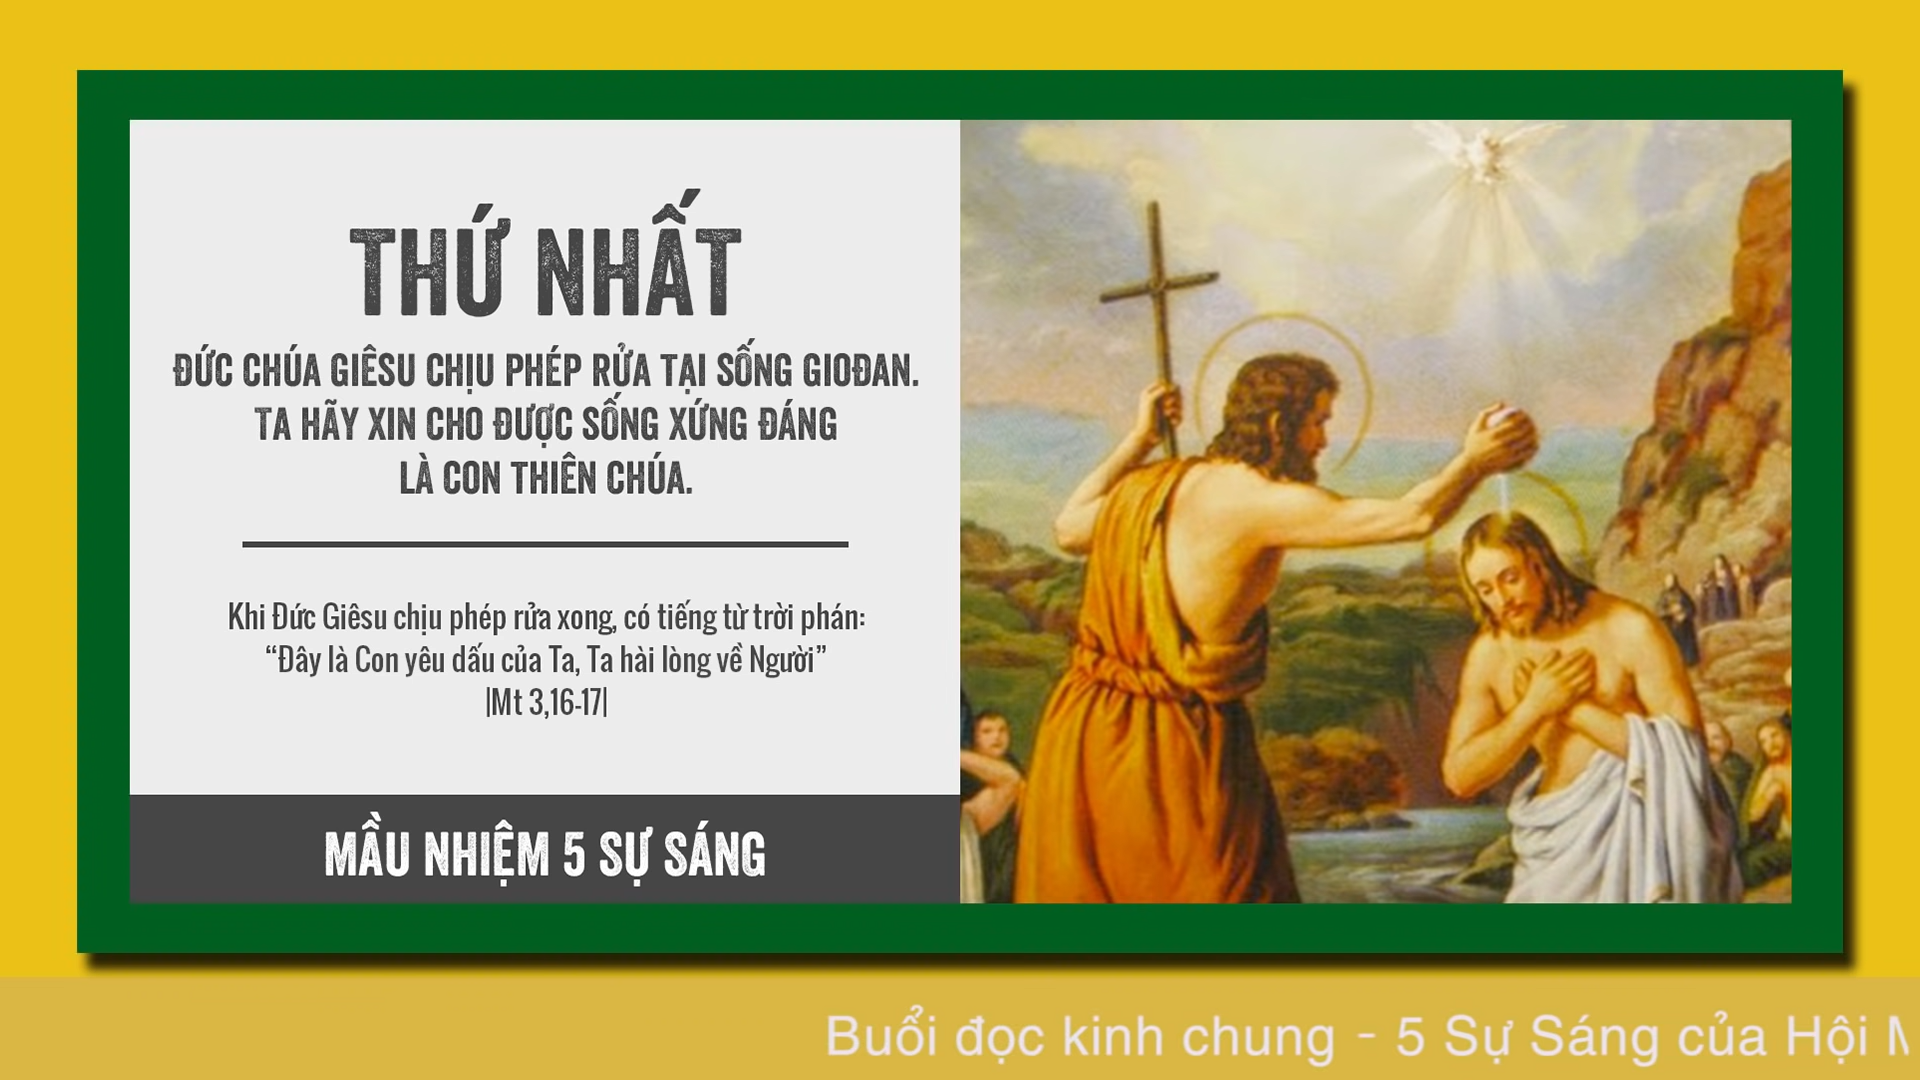 THỨ NHẤT
ĐỨC CHÚA GIÊSU CHỊU PHÉP RỬA TẠI SỐNG GIOĐAN.
TA HÃY XIN CHO ĐƯỢC SỐNG XỨNG ĐÁNG
LÀ CON THIÊN CHÚA.
Khi Đức Giêsu chịu phép rửa xong, có tiếng từ trời phán:
“Đây là Con yêu dấu của Ta, Ta hài lòng về Người”
|Mt 3,16-17|
MẦU NHIỆM 5 SỰ SÁNG
Buổi đọc kinh chung - 5 Sự Sáng của Hội